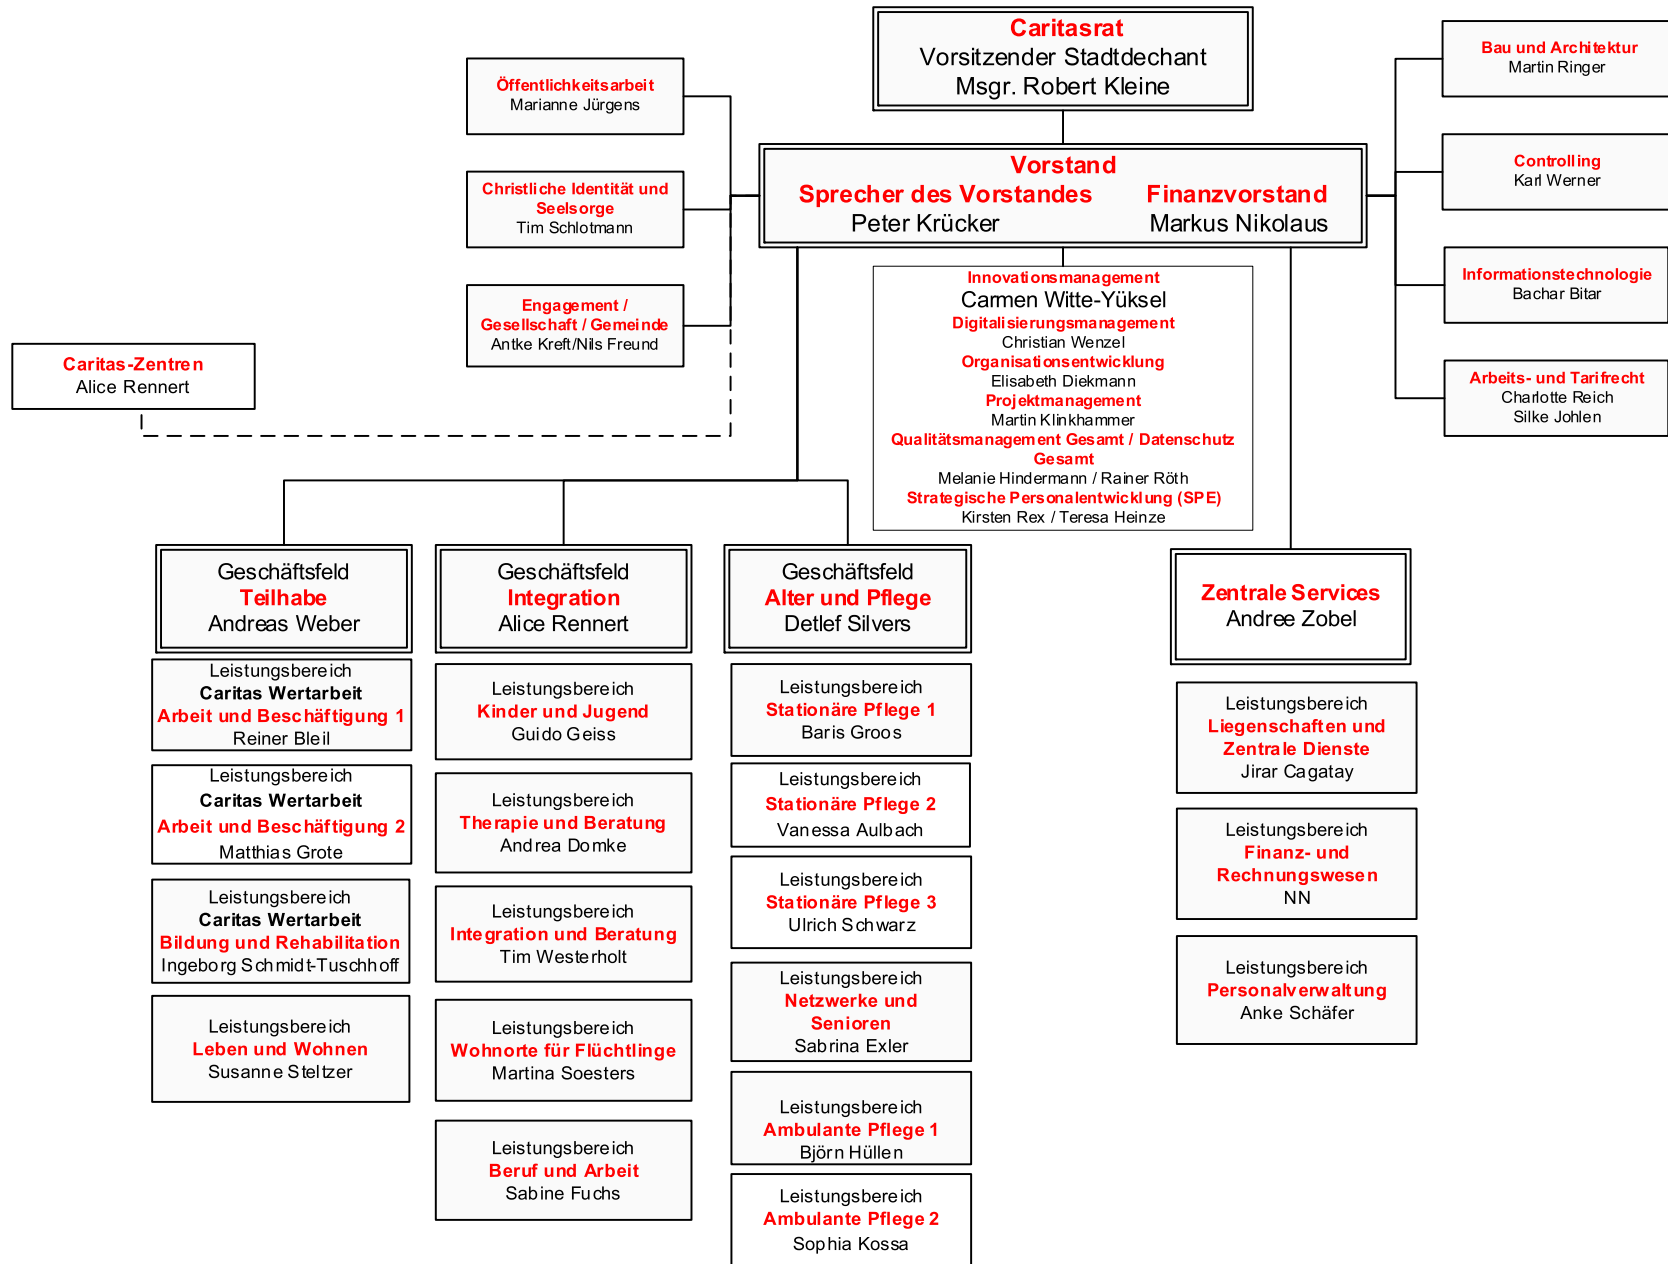 Caritasrat
Vorsitzender Stadtdechant
Msgr. Robert Kleine
Öffentlichkeitsarbeit
Marianne Jürgens
Christliche Identität und
Seelsorge
Tim Schlotmann
Engagement /
Gesellschaft / Gemeinde
Antke Kreft/Nils Freund
Caritas-Zentren
Alice Rennert
Vorstand
Sprecher des Vorstandes Finanzvorstand
Peter Krücker Markus Nikolaus
Bau und Architektur
Martin Ringer
Controlling
Karl Werner
Informationstechnologie
Bachar Bitar
Arbeits- und Tarifrecht
Charlotte Reich
Silke Johlen
Innovationsmanagement
Carmen Witte-Yüksel
Digitalisierungsmanagement
Christian Wenzel
Organisationsentwicklung
Elisabeth Diekmann
Projektmanagement
Martin Klinkhammer
Qualitätsmanagement Gesamt / Datenschutz
Gesamt
Melanie Hindermann / Rainer Röth
Strategische Personalentwicklung (SPE)
Kirsten Rex / Teresa Heinze
Geschäftsfeld
Teilhabe
Andreas Weber
Leistungsbereich
Caritas Wertarbeit
Arbeit und Beschäftigung 1
Reiner Bleil
Leistungsbereich
Caritas Wertarbeit
Arbeit und Beschäftigung 2
Matthias Grote
Leistungsbereich
Caritas Wertarbeit
Bildung und Rehabilitation
Ingeborg Schmidt-Tuschhoff
Leistungsbereich
Leben und Wohnen
Susanne Steltzer
Geschäftsfeld
Integration
Alice Rennert
Leistungsbereich
Kinder und Jugend
Guido Geiss
Leistungsbereich
Therapie und Beratung
Andrea Domke
Leistungsbereich
Integration und Beratung
Tim Westerholt
Leistungsbereich
Wohnorte für Flüchtlinge
Martina Soesters
Leistungsbereich
Beruf und Arbeit
Sabine Fuchs
Geschäftsfeld
Alter und Pflege
Detlef Silvers
Leistungsbereich
Stationäre Pflege 1
Baris Groos
Leistungsbereich
Stationäre Pflege 2
Vanessa Aulbach
Leistungsbereich
Stationäre Pflege 3
Ulrich Schwarz
Leistungsbereich
Netzwerke und
Senioren
Sabrina Exler
Leistungsbereich
Ambulante Pflege 1
Björn Hüllen
Leistungsbereich
Ambulante Pflege 2
Sophia Kossa
Zentrale Services
Andree Zobel
Leistungsbereich
Liegenschaften und
Zentrale Dienste
Jirar Cagatay
Leistungsbereich
Finanz- und
Rechnungswesen
NN
Leistungsbereich
Personalverwaltung
Anke Schäfer